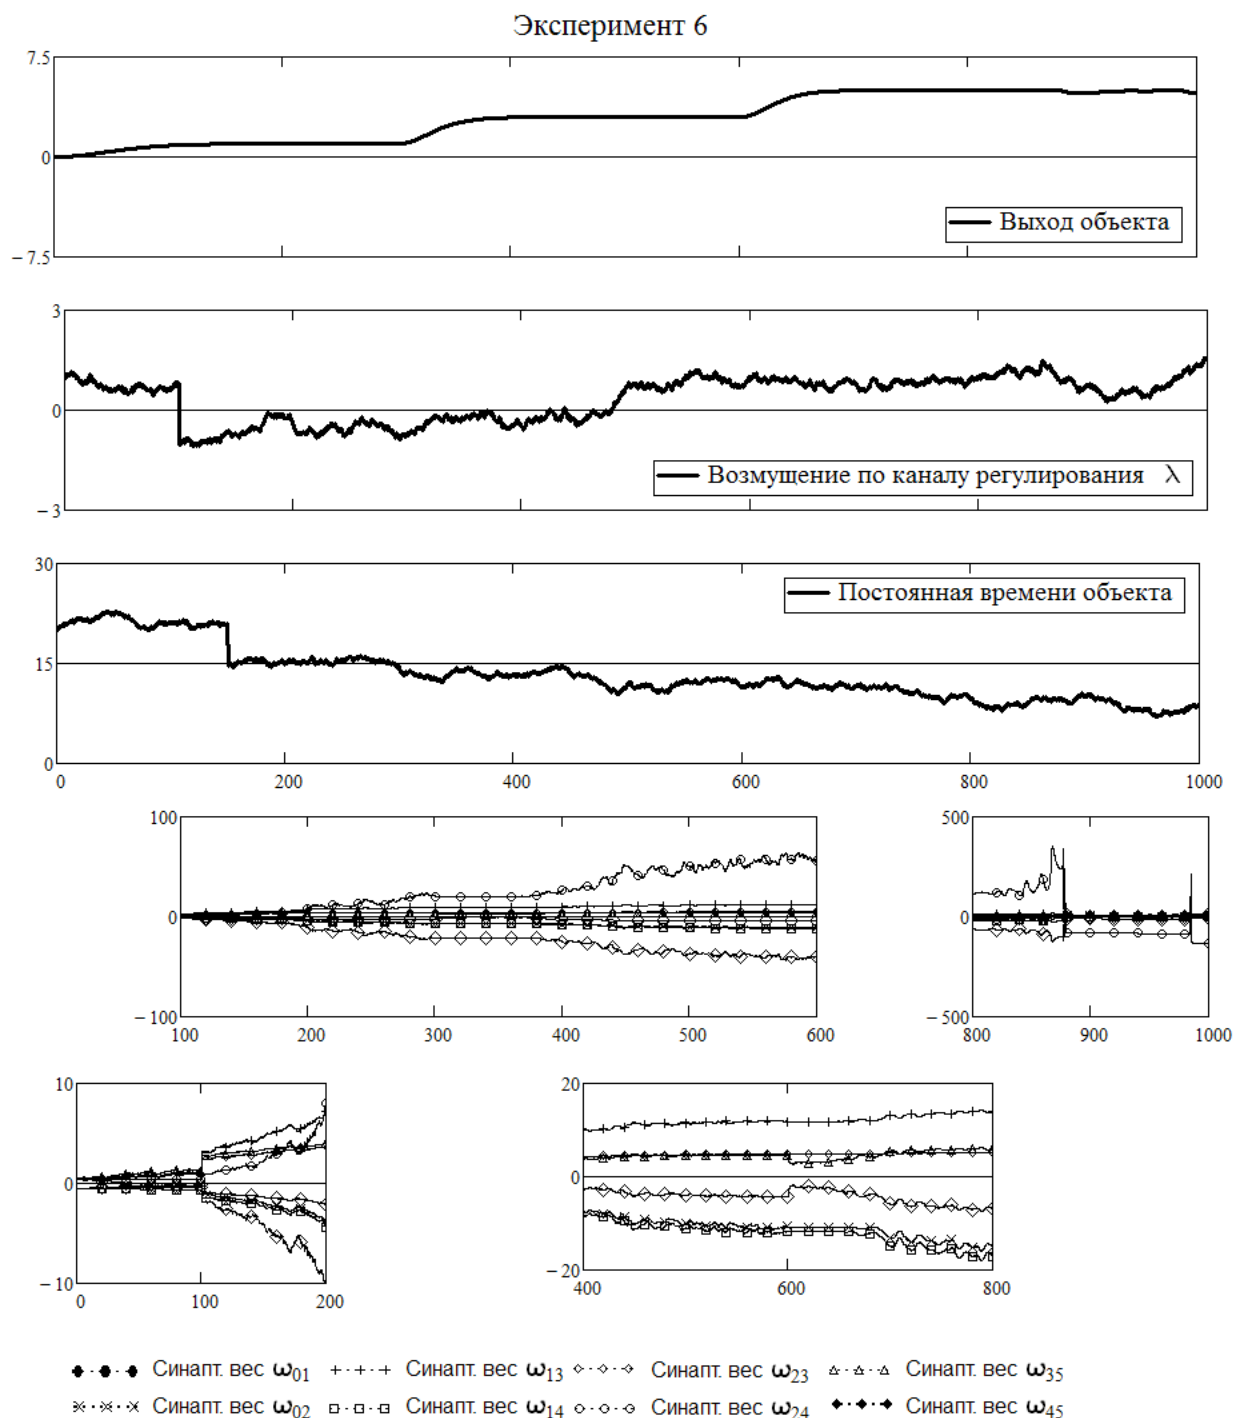 Эксперимент 6
7.5
0
−7.5
Выход объекта
3
0
−3
Возмущение по каналу регулирования λ
30
15
0
Постоянная времени объекта
0 200 400 600 800 1000
100
0
−100
100 200 300 400 500 600
500
0
−500
800 900 1000
10
0
−10
0 100 200
20
0
−20
400 600 800
Синапт. вес ω01 Синапт. вес ω13 Синапт. вес ω23 Синапт. вес ω35
Синапт. вес ω02 Синапт. вес ω14 Синапт. вес ω24 Синапт. вес ω45